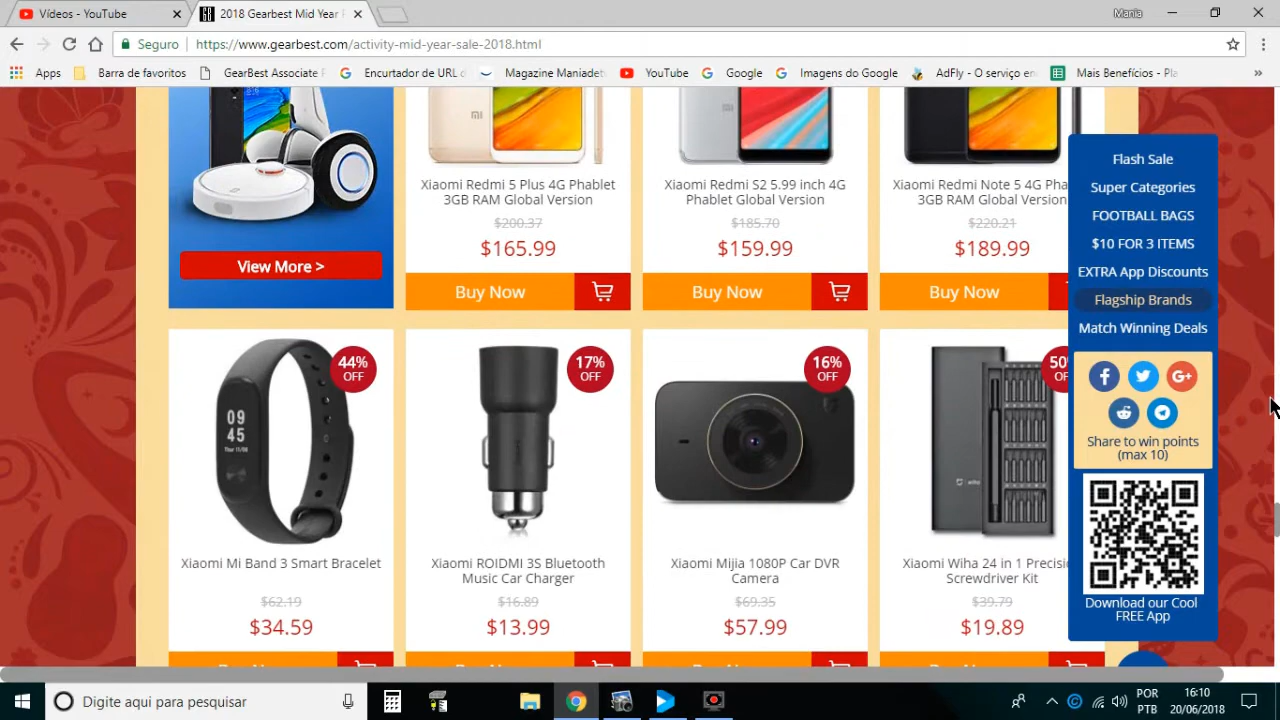 Vídeos - YouTube
2018 Gearbest Mid Year
Mania
Seguro
https://www.gearbest.com/activity-mid-year-sale-2018.html
Apps
Barra de favoritos
GearBest Associate
Encurtador de URL d
Magazine Maniadet
YouTube
Google
Imagens do Google
AdFly - O serviço en
Mais Benefícios - Pla
View More >
Xiaomi Redmi 5 Plus 4G Phablet
3GB RAM Global Version
$200.37
$165.99
Buy Now
Xiaomi Redmi S2 5.99 inch 4G
Phablet Global Version
$185.70
$159.99
Buy Now
Xiaomi Redmi Note 5 4G Pha
3GB RAM Global Version
$220.21
$189.99
Buy Now
44%
OFF
09
45
Xiaomi Mi Band 3 Smart Bracelet
$62.19
$34.59
17%
OFF
Xiaomi ROIDMI 3S Bluetooth
Music Car Charger
$16.89
$13.99
16%
OFF
Xiaomi Mijia 1080P Car DVR
Camera
$69.35
$57.99
50%
OFF
wiha
Xiaomi Wiha 24 in 1 Precisio
Screwdriver Kit
$39.79
$19.89
Flash Sale
Super Categories
FOOTBALL BAGS
$10 FOR 3 ITEMS
EXTRA App Discounts
Flagship Brands
Match Winning Deals
Share to win points
(max 10)
Download our Cool
FREE App
Digite aqui para pesquisar
POR
PTB
16:10
20/06/2018